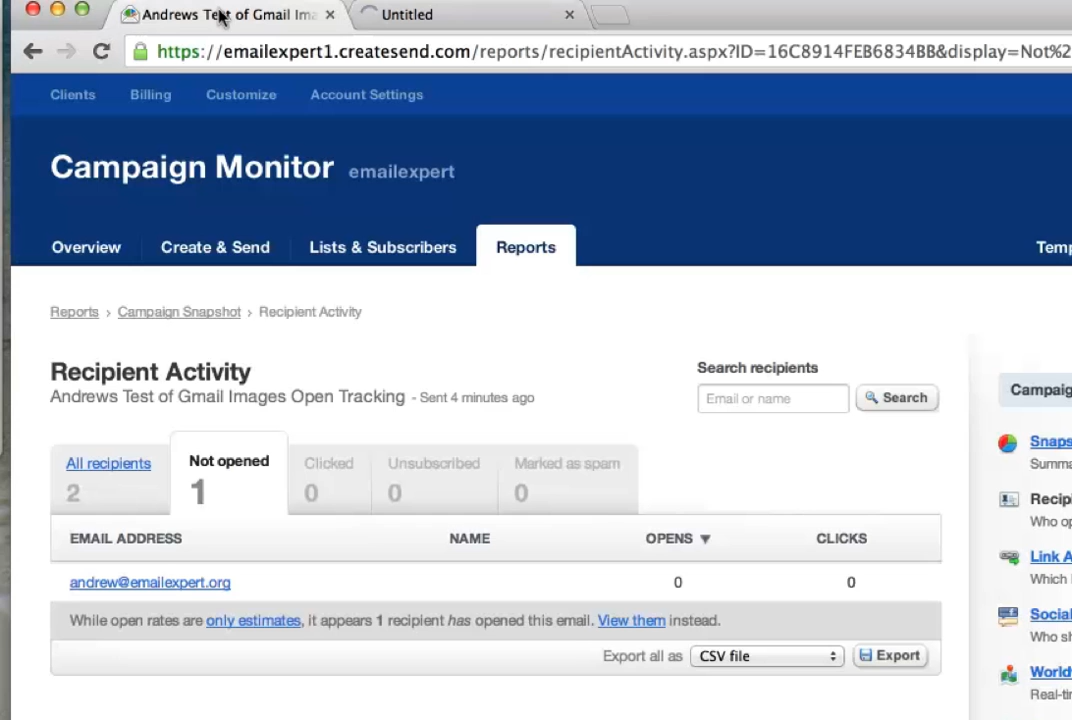 Andrews Test of Gmail Ima
Untitled
https://emailexpert1.createsend.com/reports/recipientActivity.aspx?ID=16C8914FEB6834BB&display=Not%2
Clients Billing Customize Account Settings
Campaign Monitor emailexpert
Overview Create & Send Lists & Subscribers Reports Temp
Reports › Campaign Snapshot › Recipient Activity
Recipient Activity
Andrews Test of Gmail Images Open Tracking - Sent 4 minutes ago
Search recipients
Email or name Search
All recipients
2
Not opened
1
Clicked
0
Unsubscribed
0
Marked as spam
0
EMAIL ADDRESS NAME OPENS ▼ CLICKS
andrew@emailexpert.org 0 0
While open rates are only estimates, it appears 1 recipient has opened this email. View them instead.
Export all as CSV file Export
Campaig
Snaps
Summa
Recip
Who op
Link A
Which
Social
Who sh
World
Real-ti